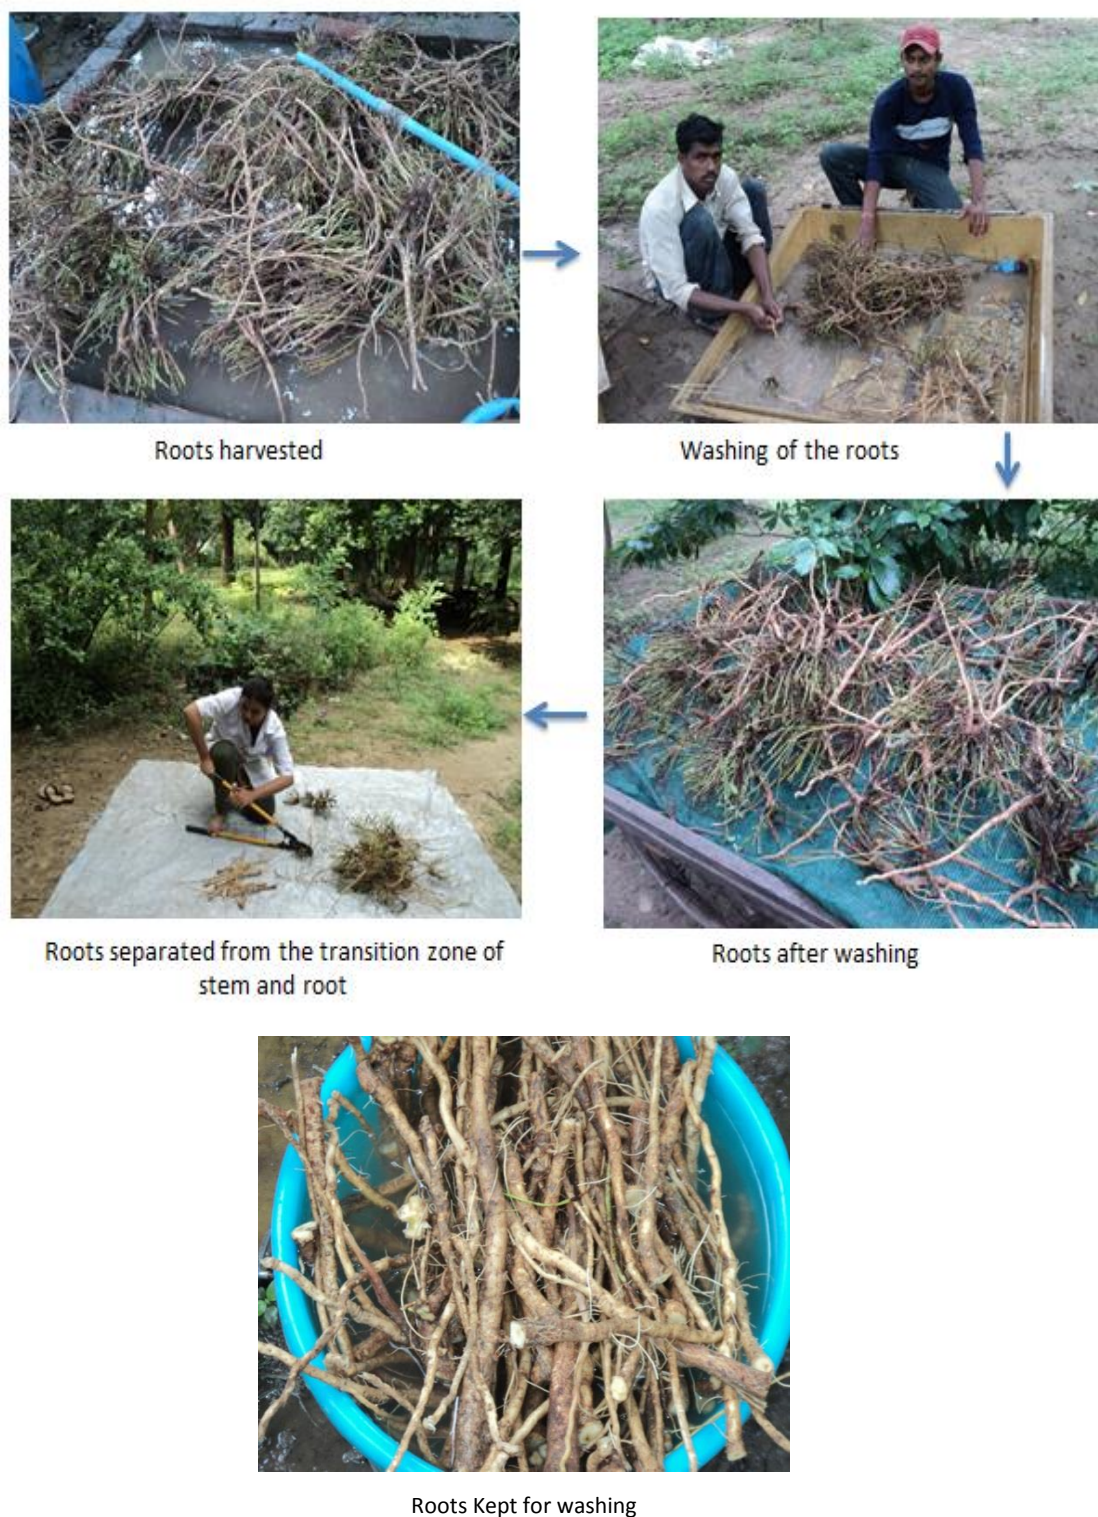 Roots harvested
Washing of the roots
Roots separated from the transition zone of
stem and root
Roots after washing
Roots Kept for washing